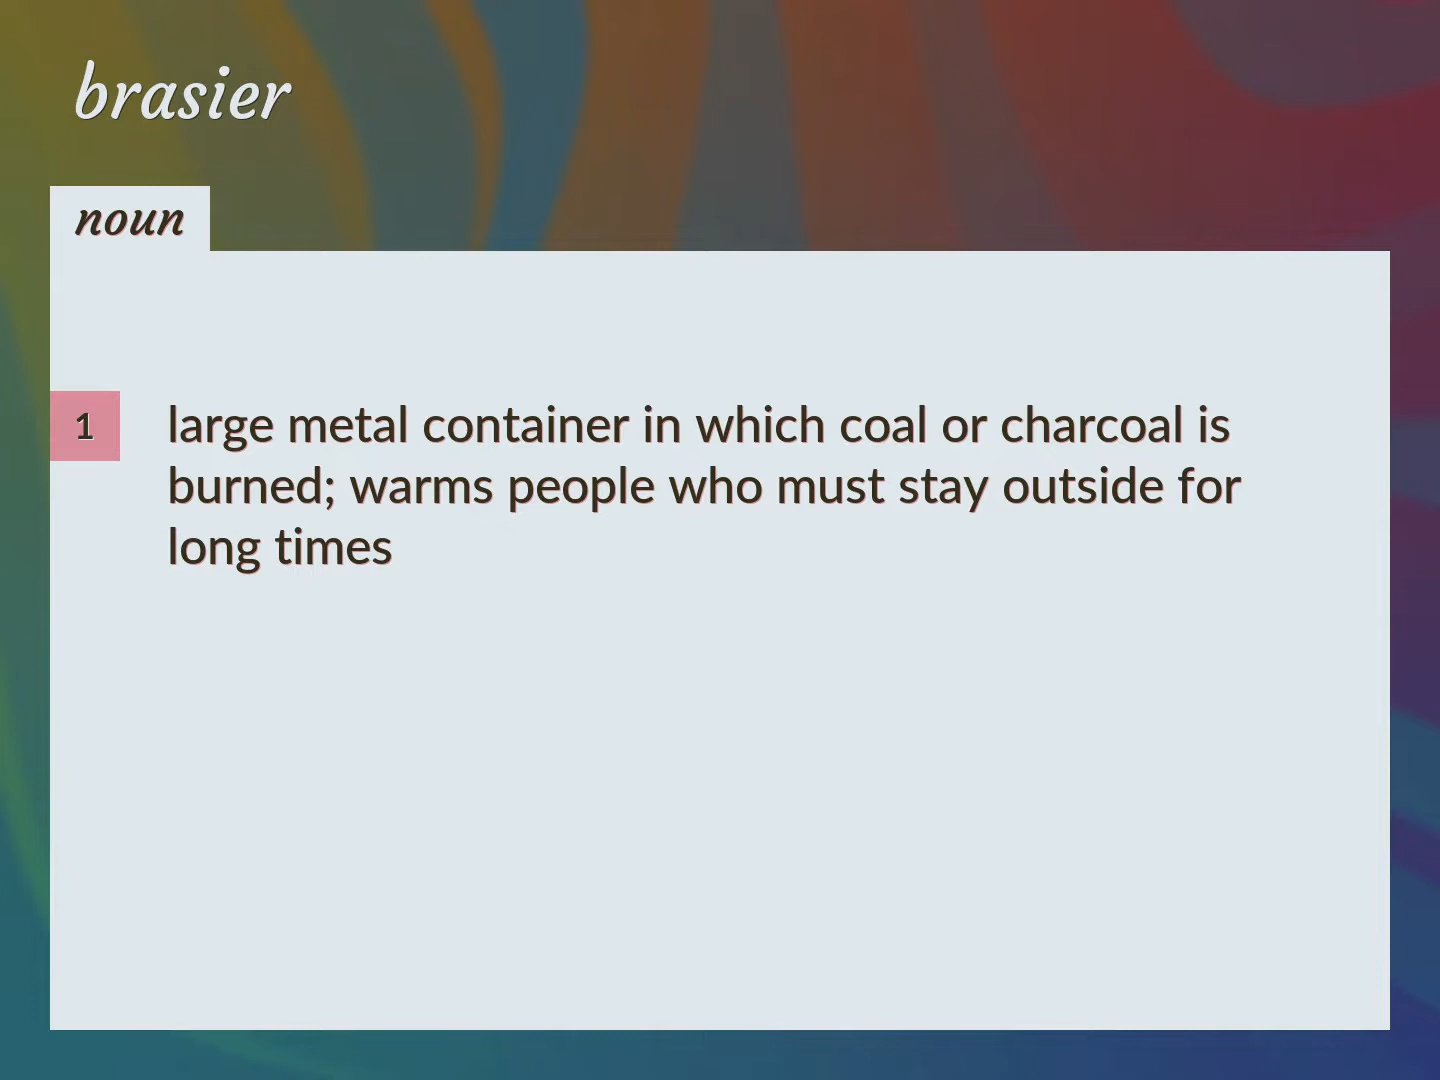 brasier
noun
1
large metal container in which coal or charcoal is
burned; warms people who must stay outside for
long times